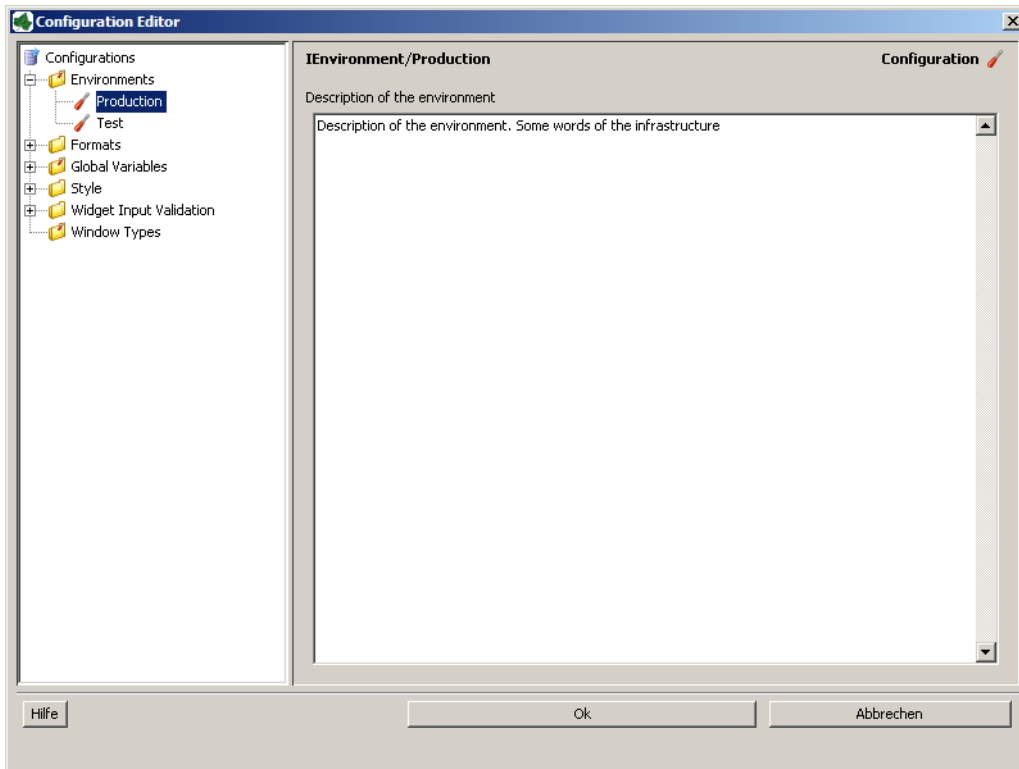 Configuration Editor
Configurations
Environments
Production
Test
Formats
Global Variables
Style
Widget Input Validation
Window Types
IEnvironment/Production
Configuration
Description of the environment
Description of the environment. Some words of the infrastructure
Hilfe
Ok
Abbrechen